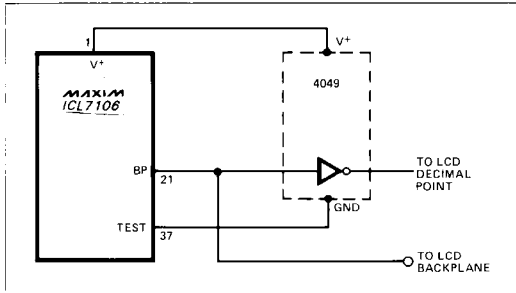 1
V+
V+
4049
MAXIM
ICL7106
BP
21
TO LCD
DECIMAL
POINT
TEST
37
GND
TO LCD
BACKPLANE